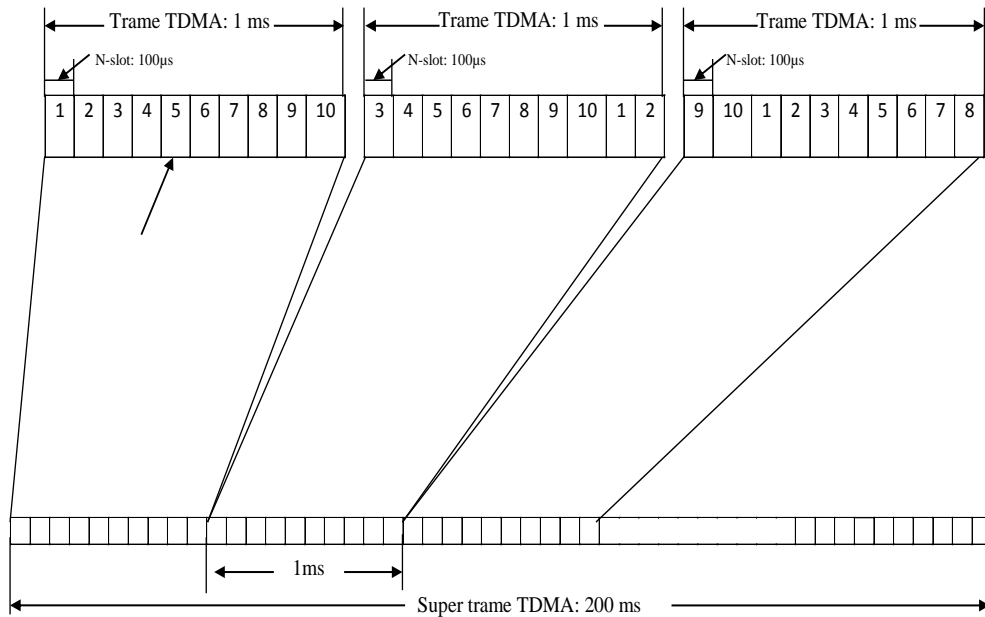 Trame TDMA: 1 ms Trame TDMA: 1 ms Trame TDMA: 1 ms
N-slot: 100µs N-slot: 100µs N-slot: 100µs
1 2 3 4 5 6 7 8 9 10 3 4 5 6 7 8 9 10 1 2 9 10 1 2 3 4 5 6 7 8
1ms
Super trame TDMA: 200 ms